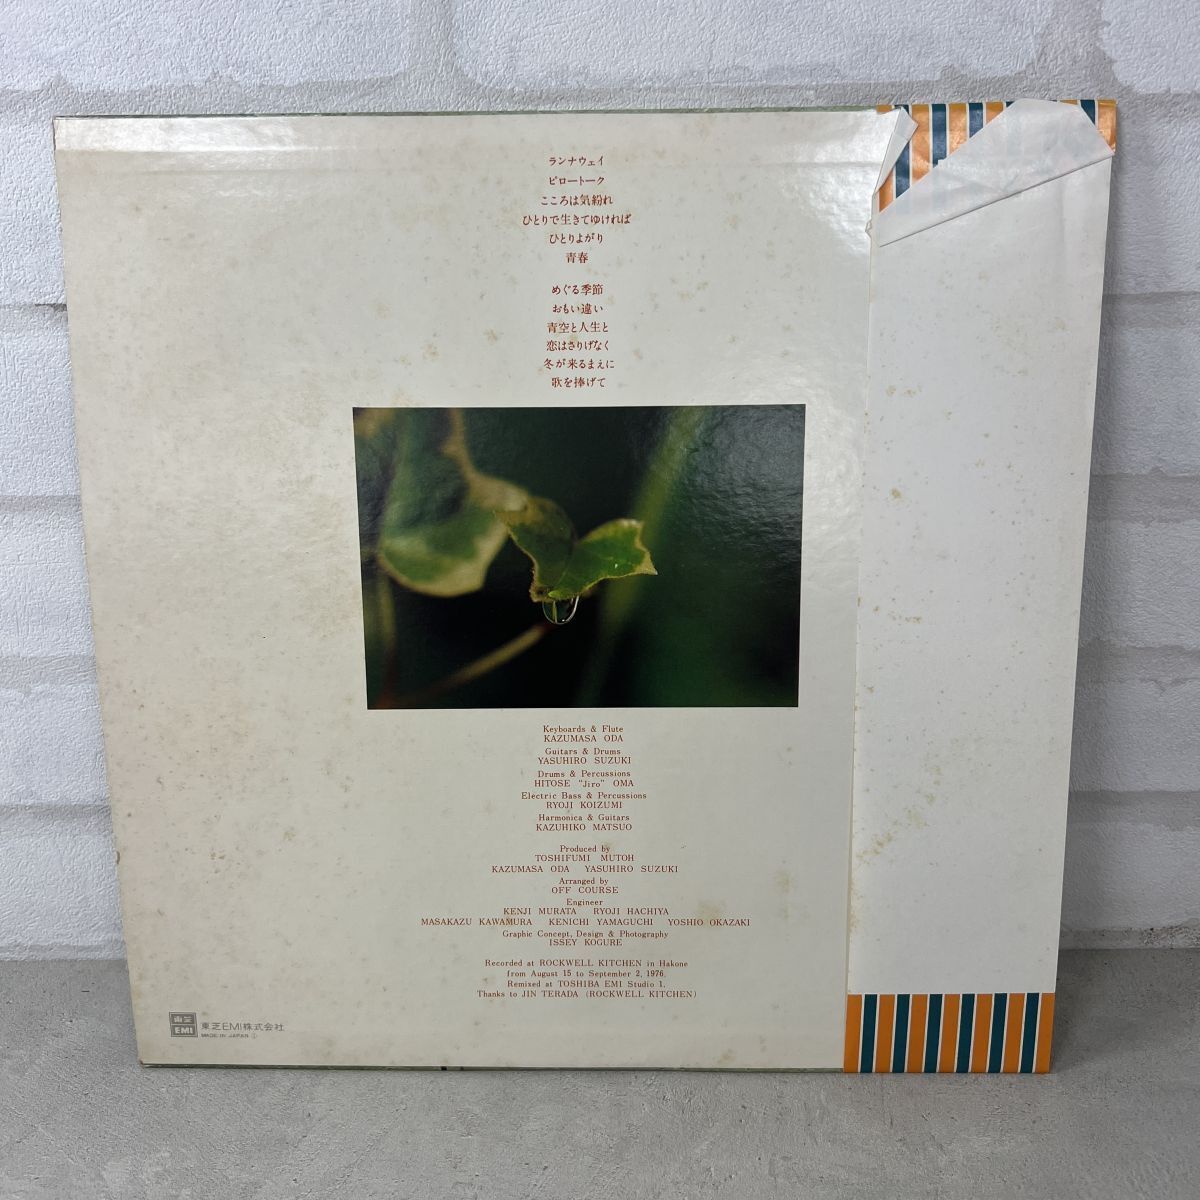 ランナウェイ
ピロートーク
こころは気紛れ
ひとりで生きてゆければ
ひとりよがり
青春
めぐる季節
おもい違い
青空と人生と
恋はさりげなく
冬が来るまえに
歌を捧げて
Keyboards & Flute
KAZUMASA ODA
Guitars & Drums
YASUHIRO SUZUKI
Drums & Percussions
HITOSE "Jiro" OMA
Electric Bass & Percussions
RYOJI KOIZUMI
Harmonica & Guitars
KAZUHIKO MATSUO
Produced by
TOSHIFUMI MUTOH
KAZUMASA ODA YASUHIRO SUZUKI
Arranged by
OFF COURSE
Engineer
KENJI MURATA RYOJI HACHIYA
MASAKAZU KAWAMURA KENICHI YAMAGUCHI YOSHIO OKAZAKI
Graphic Concept, Design & Photography
ISSEY KOGURE
Recorded at ROCKWELL KITCHEN in Hakone
from August 15 to September 2, 1976.
Remixed at TOSHIBA EMI Studio 1.
Thanks to JIN TERADA (ROCKWELL KITCHEN)
東芝
EMI
東芝EMI株式会社
MADE IN JAPAN